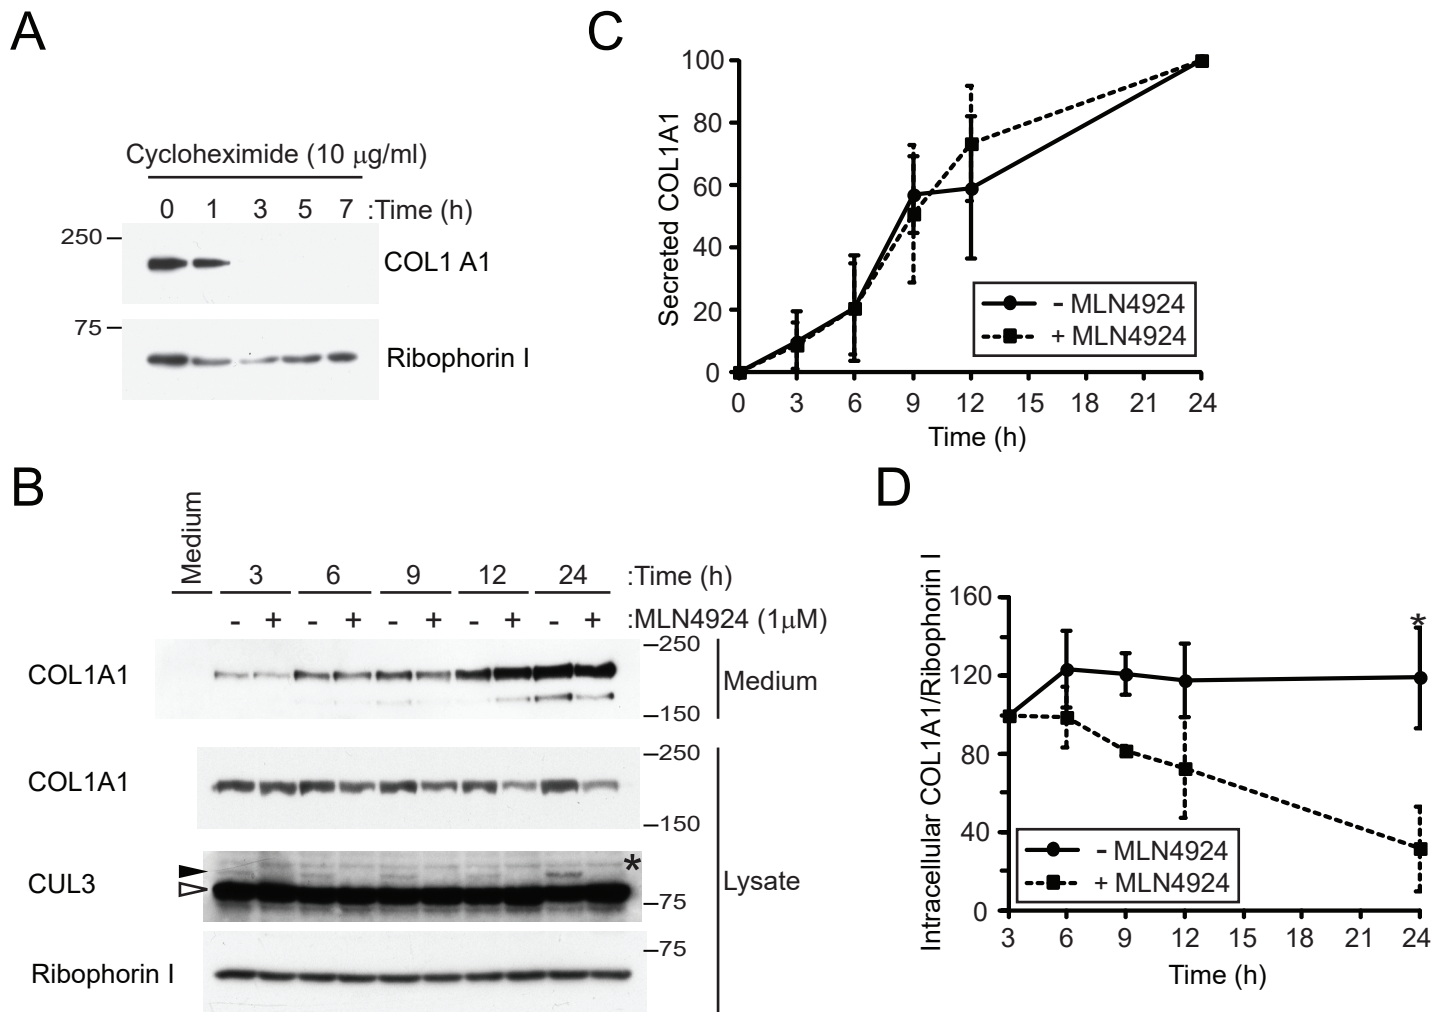 A
Cycloheximide (10 μg/ml)
0 1 3 5 7 :Time (h)
250
COL1 A1
75
Ribophorin I
C
100
80
60
40
20
0
Secreted COL1A1
- MLN4924
+ MLN4924
0 3 6 9 12 15 18 21 24
Time (h)
B
Medium
3 6 9 12 24 :Time (h)
- + - + - + - + - + :MLN4924 (1μM)
COL1A1
250
150
Medium
COL1A1
250
150
CUL3
*
75
Lysate
Ribophorin I
75
D
160
120
80
40
0
Intracellular COL1A1/Ribophorin I
*
- MLN4924
+ MLN4924
3 6 9 12 15 18 21 24
Time (h)